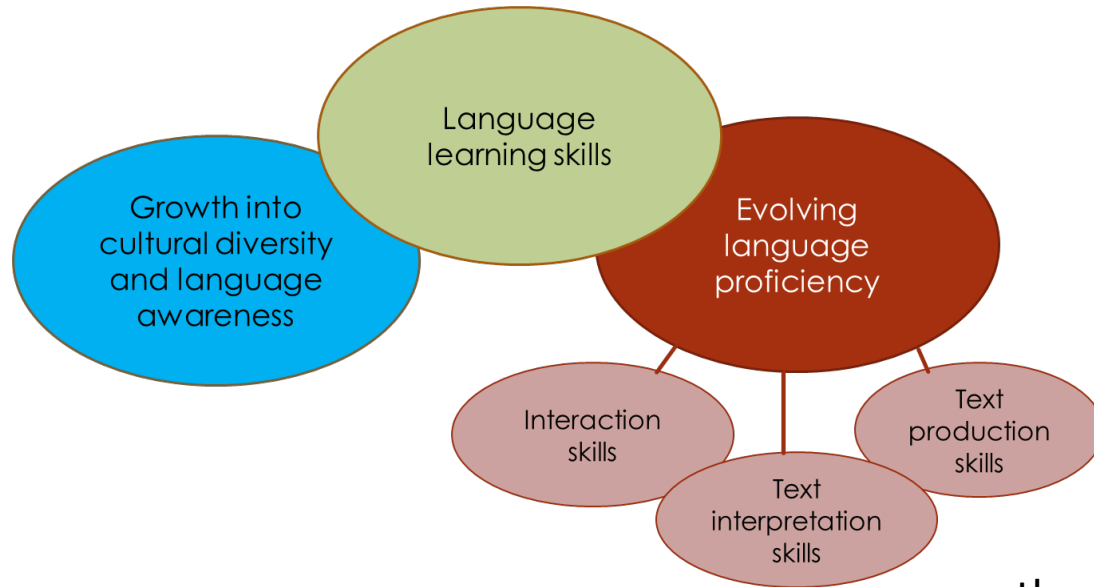 Language
learning skills
Growth into
cultural diversity
and language
awareness
Evolving
language
proficiency
Interaction
skills
Text
interpretation
skills
Text
production
skills